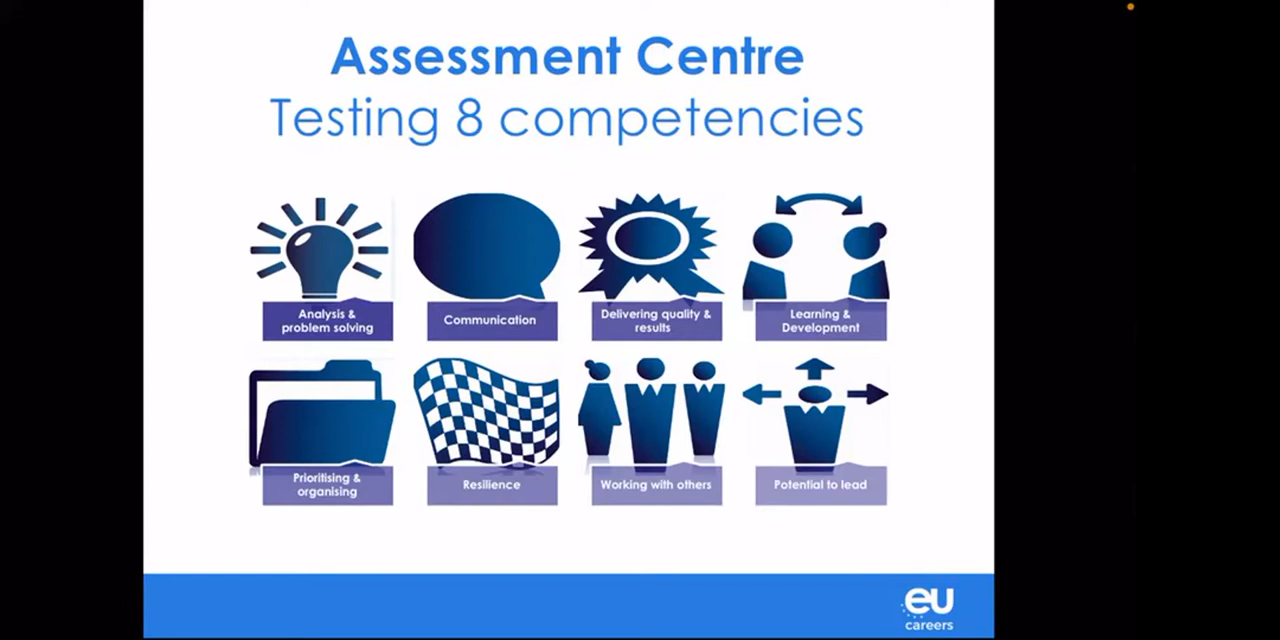 Assessment Centre
Testing 8 competencies
Analysis &
problem solving
Communication
Delivering quality &
results
Learning &
Development
Prioritising &
organising
Resilience
Working with others
Potential to lead
eu
careers